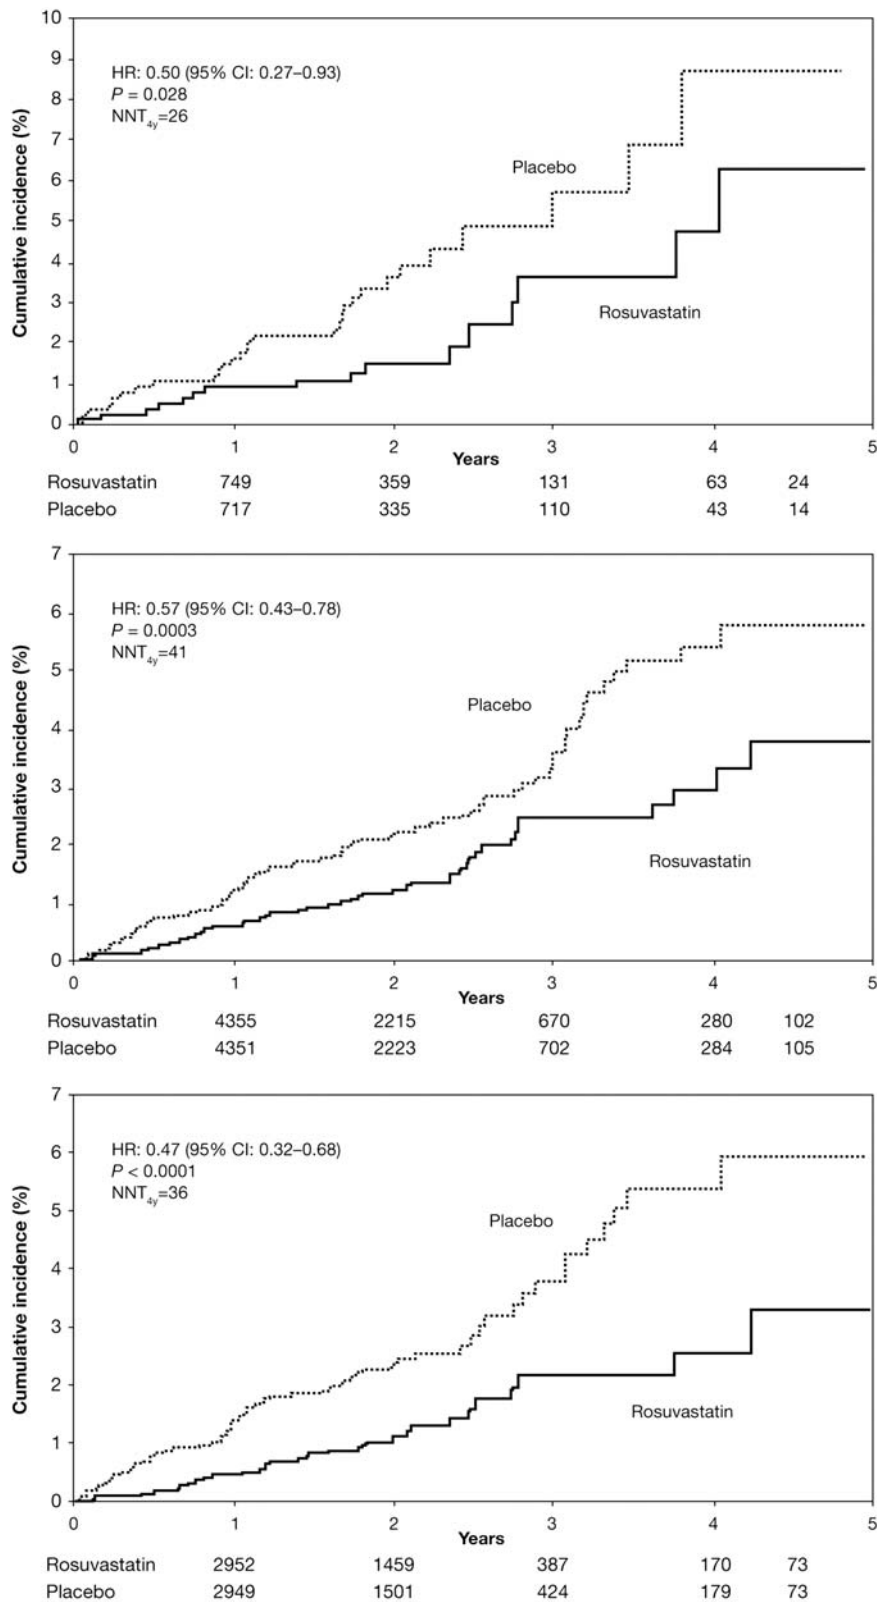 10
9
8
7
6
5
4
3
2
1
0
Cumulative incidence (%)
HR: 0.50 (95% CI: 0.27–0.93)
P = 0.028
NNT4y=26
Placebo
Rosuvastatin
0 1 2 3 4 5
Years
Rosuvastatin 749 359 131 63 24
Placebo 717 335 110 43 14
7
6
5
4
3
2
1
0
Cumulative incidence (%)
HR: 0.57 (95% CI: 0.43–0.78)
P = 0.0003
NNT4y=41
Placebo
Rosuvastatin
0 1 2 3 4 5
Years
Rosuvastatin 4355 2215 670 280 102
Placebo 4351 2223 702 284 105
7
6
5
4
3
2
1
0
Cumulative incidence (%)
HR: 0.47 (95% CI: 0.32–0.68)
P < 0.0001
NNT4y=36
Placebo
Rosuvastatin
0 1 2 3 4 5
Years
Rosuvastatin 2952 1459 387 170 73
Placebo 2949 1501 424 179 73